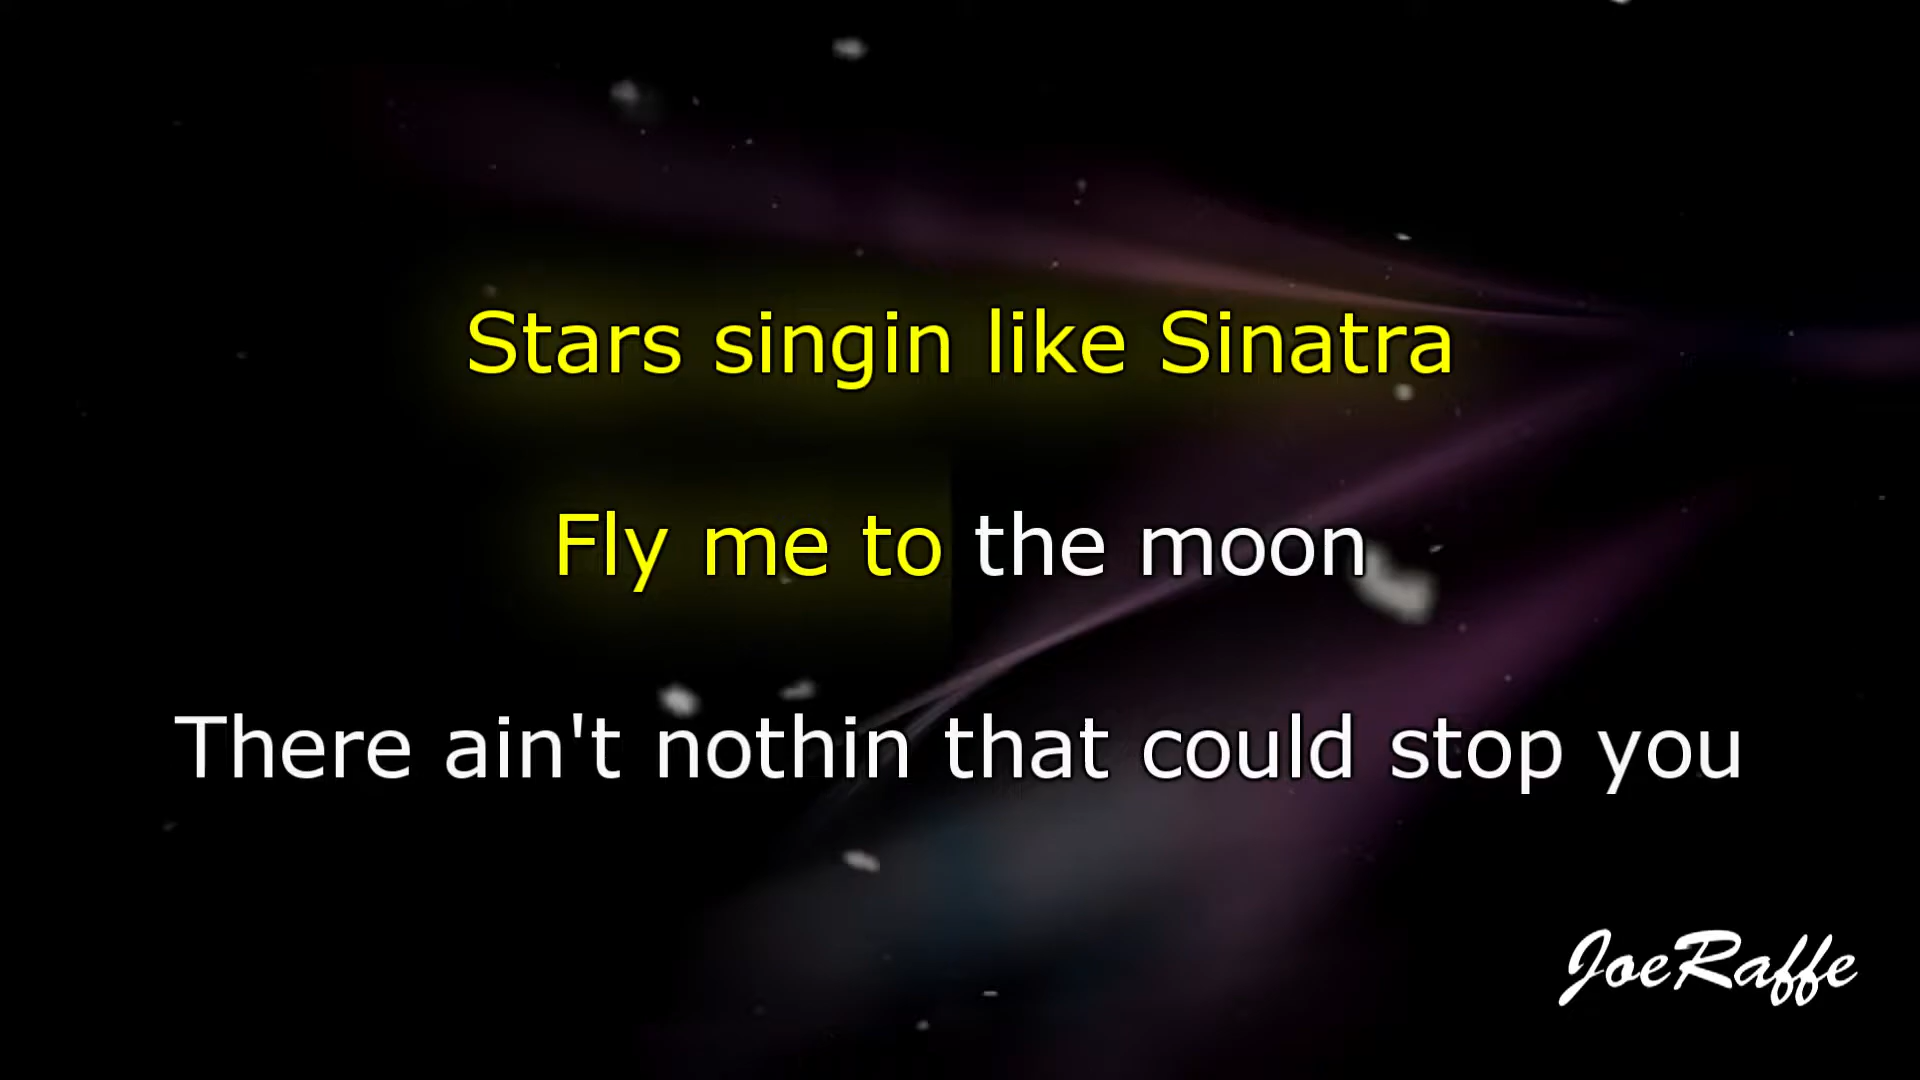 Stars singin like Sinatra
Fly me to the moon
There ain't nothin that could stop you
JoeRaffe